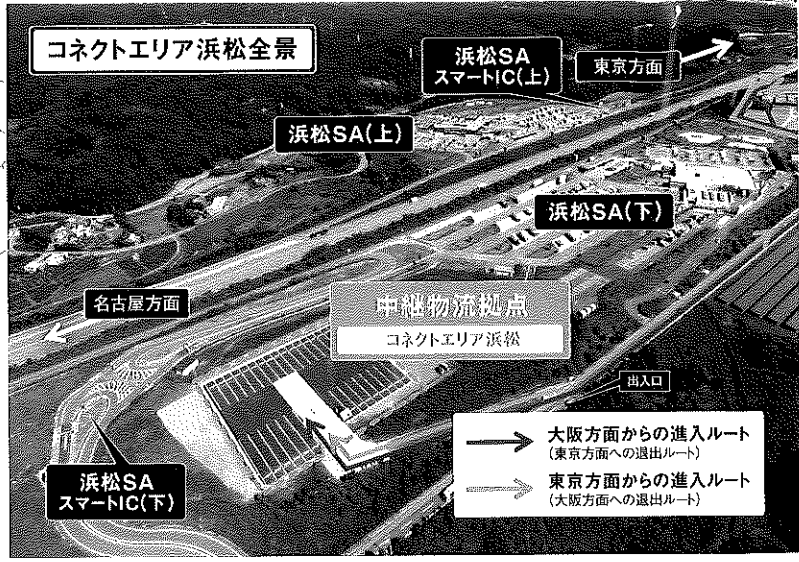 コネクトエリア浜松全景
浜松SA
スマートIC(上)
東京方面
浜松SA(上)
浜松SA(下)
名古屋方面
中継物流拠点
コネクトエリア浜松
出入口
大阪方面からの進入ルート
(東京方面への退出ルート)
東京方面からの進入ルート
(大阪方面への退出ルート)
浜松SA
スマートIC(下)